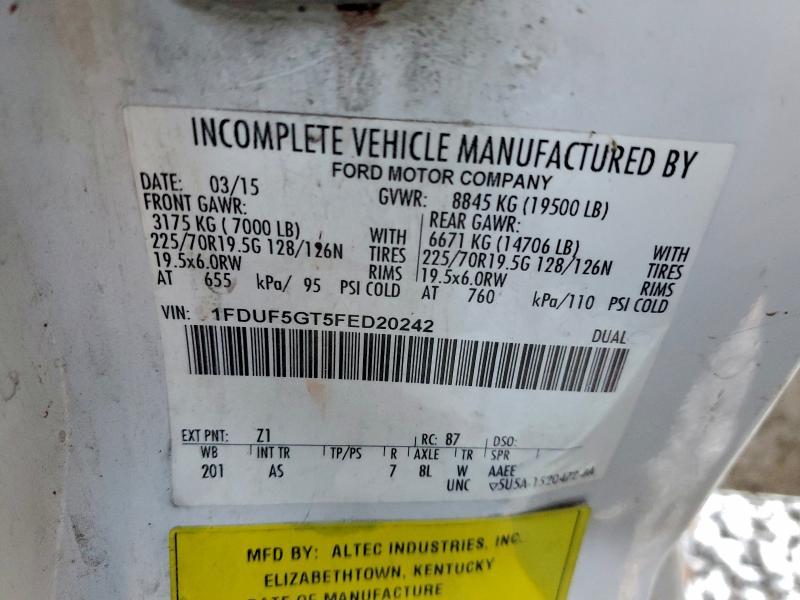 INCOMPLETE VEHICLE MANUFACTURED BY
FORD MOTOR COMPANY
DATE: 03/15 GVWR: 8845 KG (19500 LB)
FRONT GAWR: REAR GAWR:
3175 KG ( 7000 LB) WITH 6671 KG (14706 LB) WITH
225/70R19.5G 128/126N TIRES 225/70R19.5G 128/126N TIRES
19.5x6.0RW RIMS 19.5x6.0RW RIMS
AT 655 kPa/ 95 PSI COLD AT 760 kPa/110 PSI COLD
VIN: 1FDUF5GT5FED20242
DUAL
EXT PNT: Z1 RC: 87 DSO:
WB INT TR TP/PS R AXLE TR SPR
201 AS 7 8L W AAEE
UNC
MFD BY: ALTEC INDUSTRIES, INC.
ELIZABETHTOWN, KENTUCKY
DATE OF MANUFACTURE